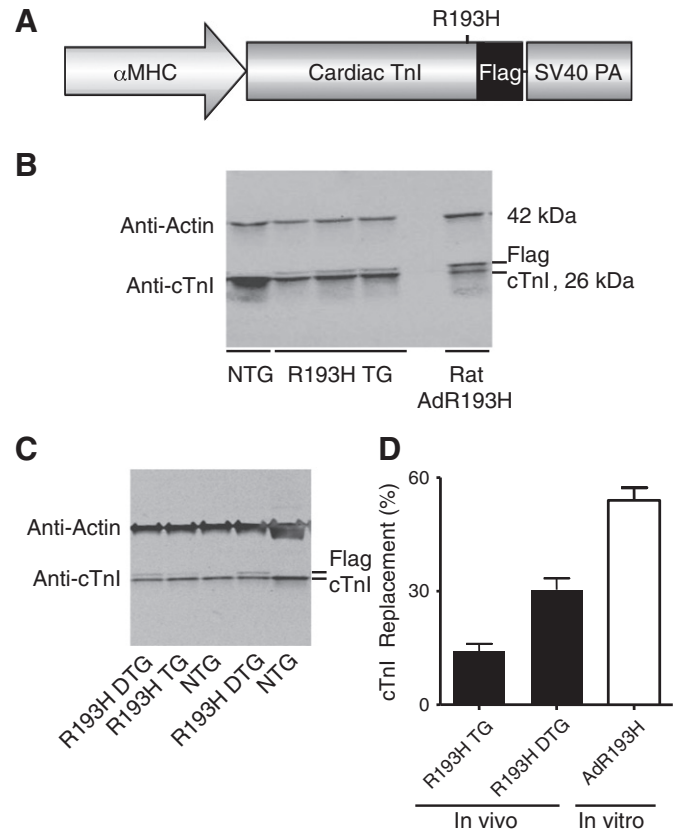 A
R193H
αMHC
Cardiac TnI
Flag
SV40 PA
B
Anti-Actin
42 kDa
Flag
Anti-cTnI
cTnI, 26 kDa
NTG
R193H TG
Rat
AdR193H
C
Anti-Actin
Anti-cTnI
Flag
cTnI
R193H DTG
R193H TG
NTG
R193H DTG
NTG
D
cTnI Replacement (%)
60
30
0
R193H TG
R193H DTG
AdR193H
In vivo
In vitro